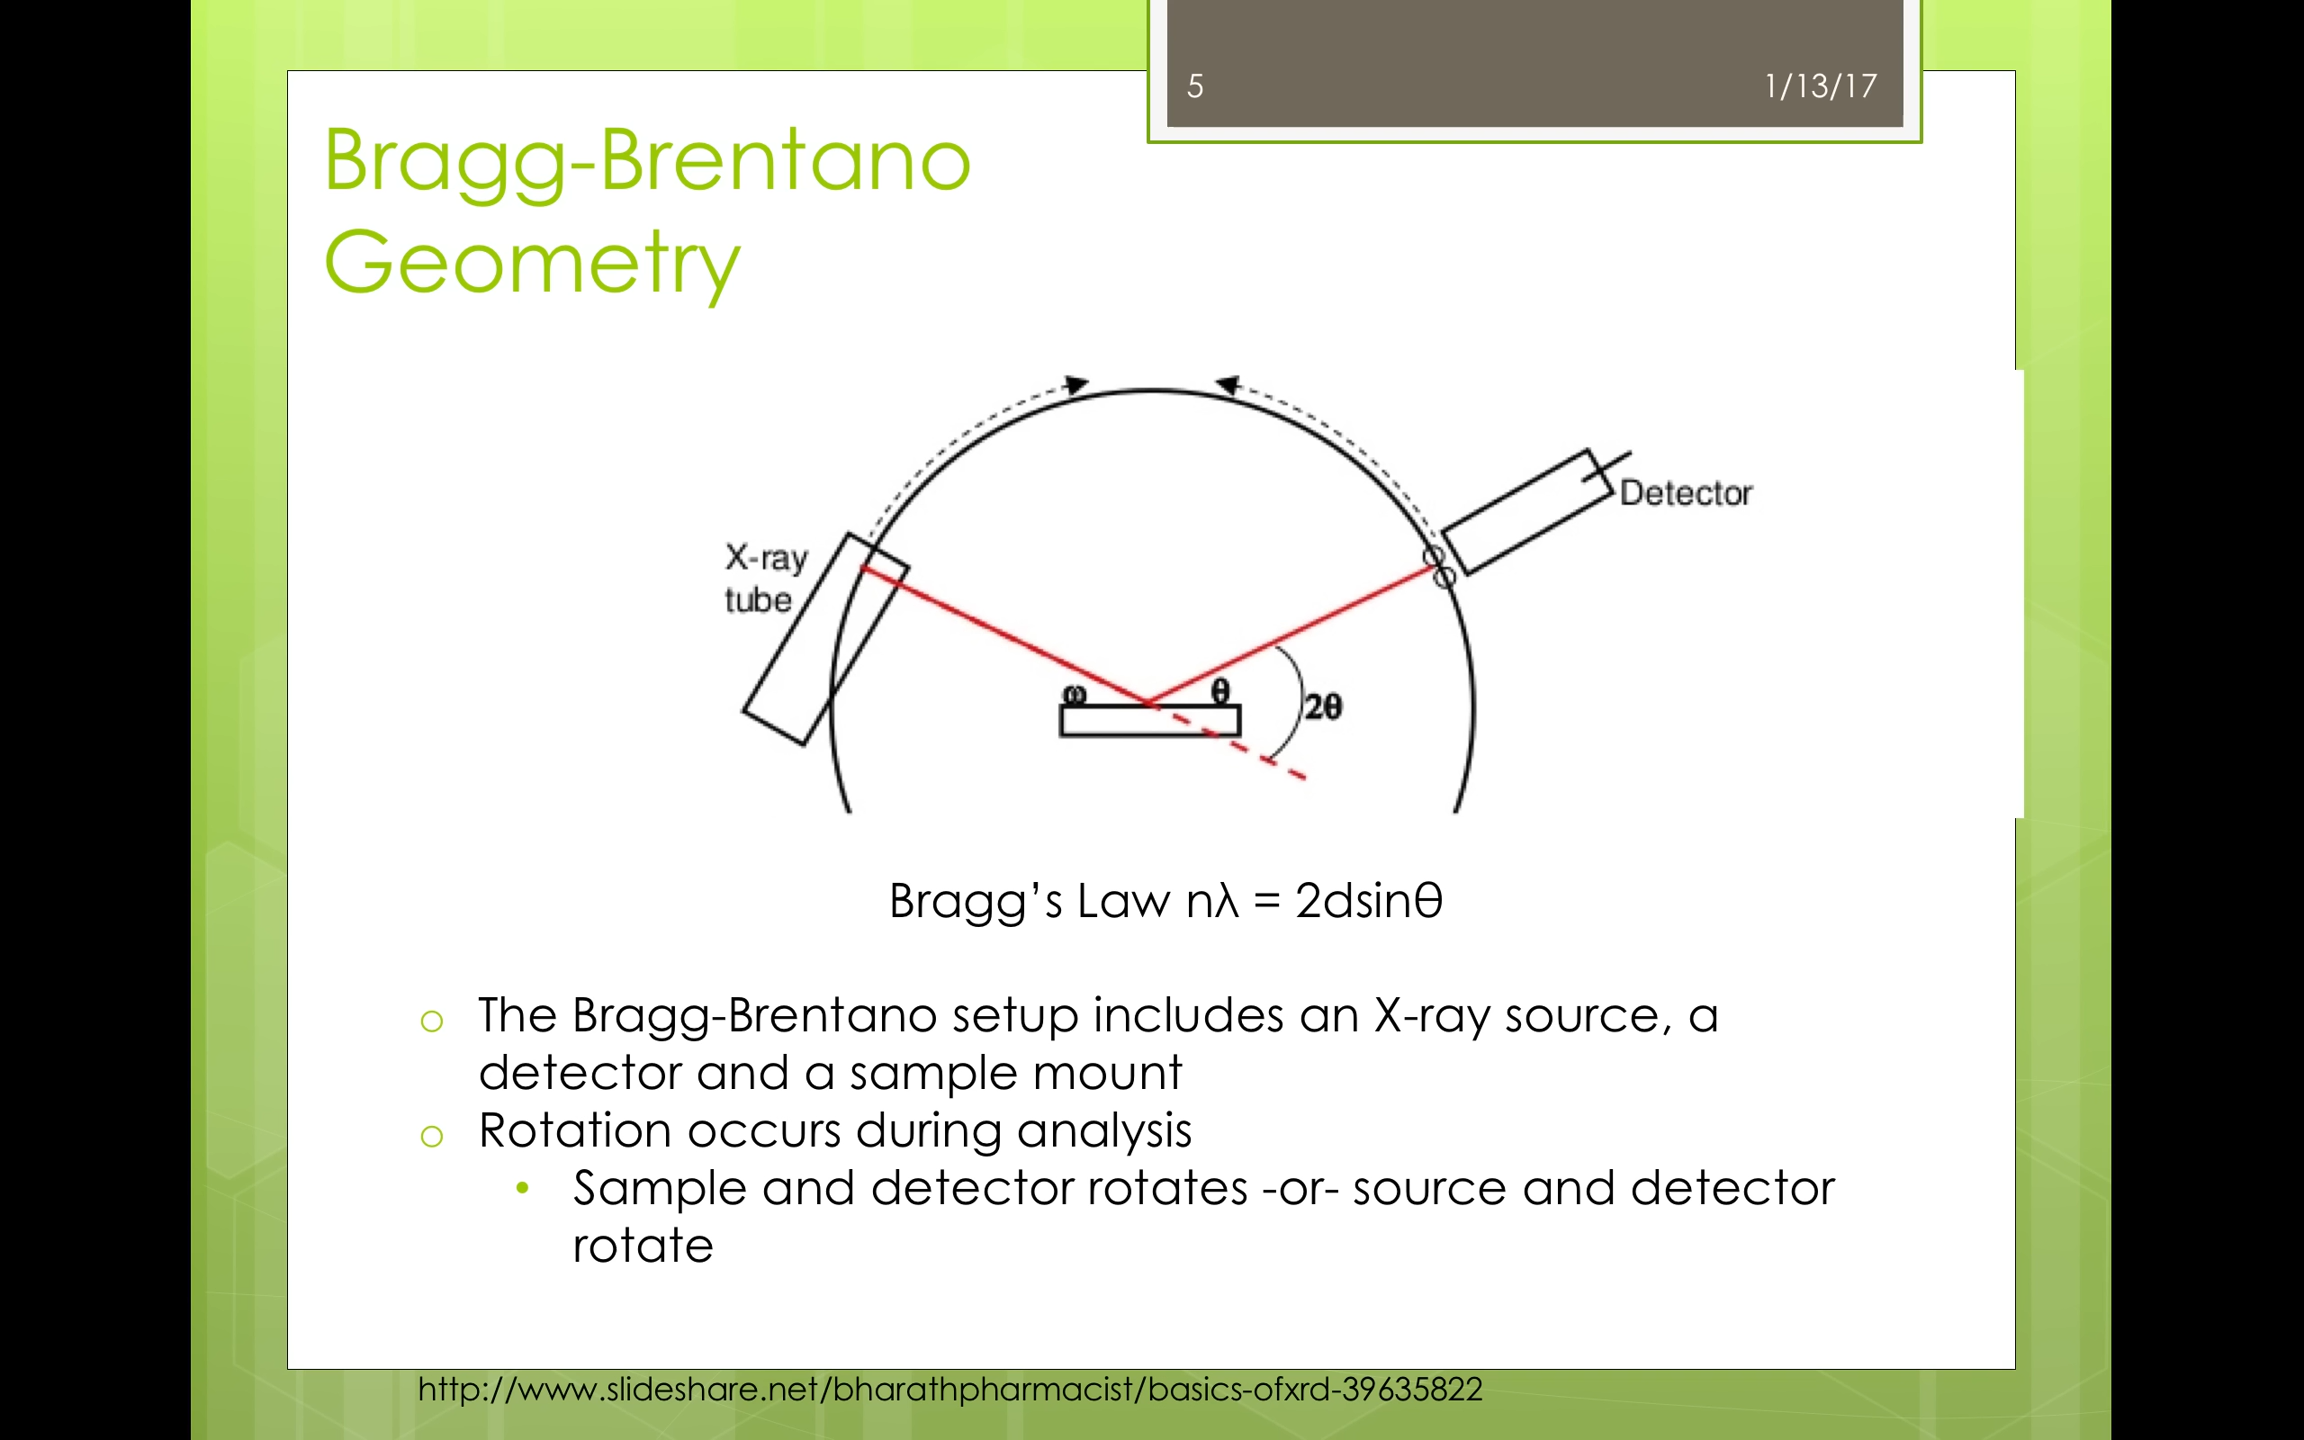 5
1/13/17
Bragg-Brentano
Geometry
X-ray
tube
Detector
ω
θ
2θ
Bragg’s Law nλ = 2dsinθ
o The Bragg-Brentano setup includes an X-ray source, a
detector and a sample mount
o Rotation occurs during analysis
• Sample and detector rotates -or- source and detector
rotate
http://www.slideshare.net/bharathpharmacist/basics-ofxrd-39635822